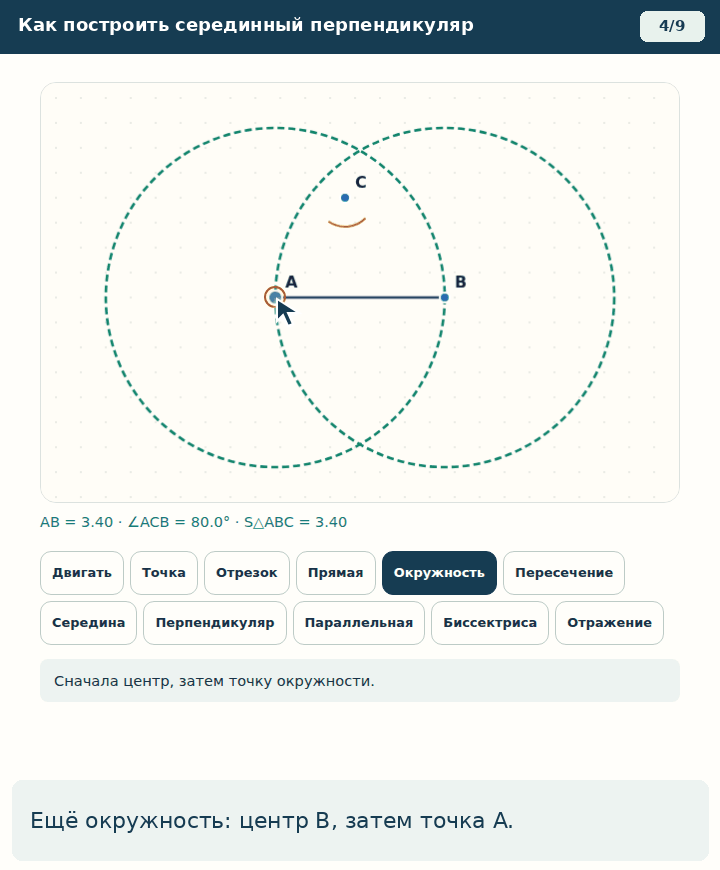 Как построить серединный перпендикуляр
4/9
C
A
B
AB = 3.40 · ∠ACB = 80.0° · S△ABC = 3.40
Двигать Точка Отрезок Прямая Окружность Пересечение
Середина Перпендикуляр Параллельная Биссектриса Отражение
Сначала центр, затем точку окружности.
Ещё окружность: центр B, затем точка A.